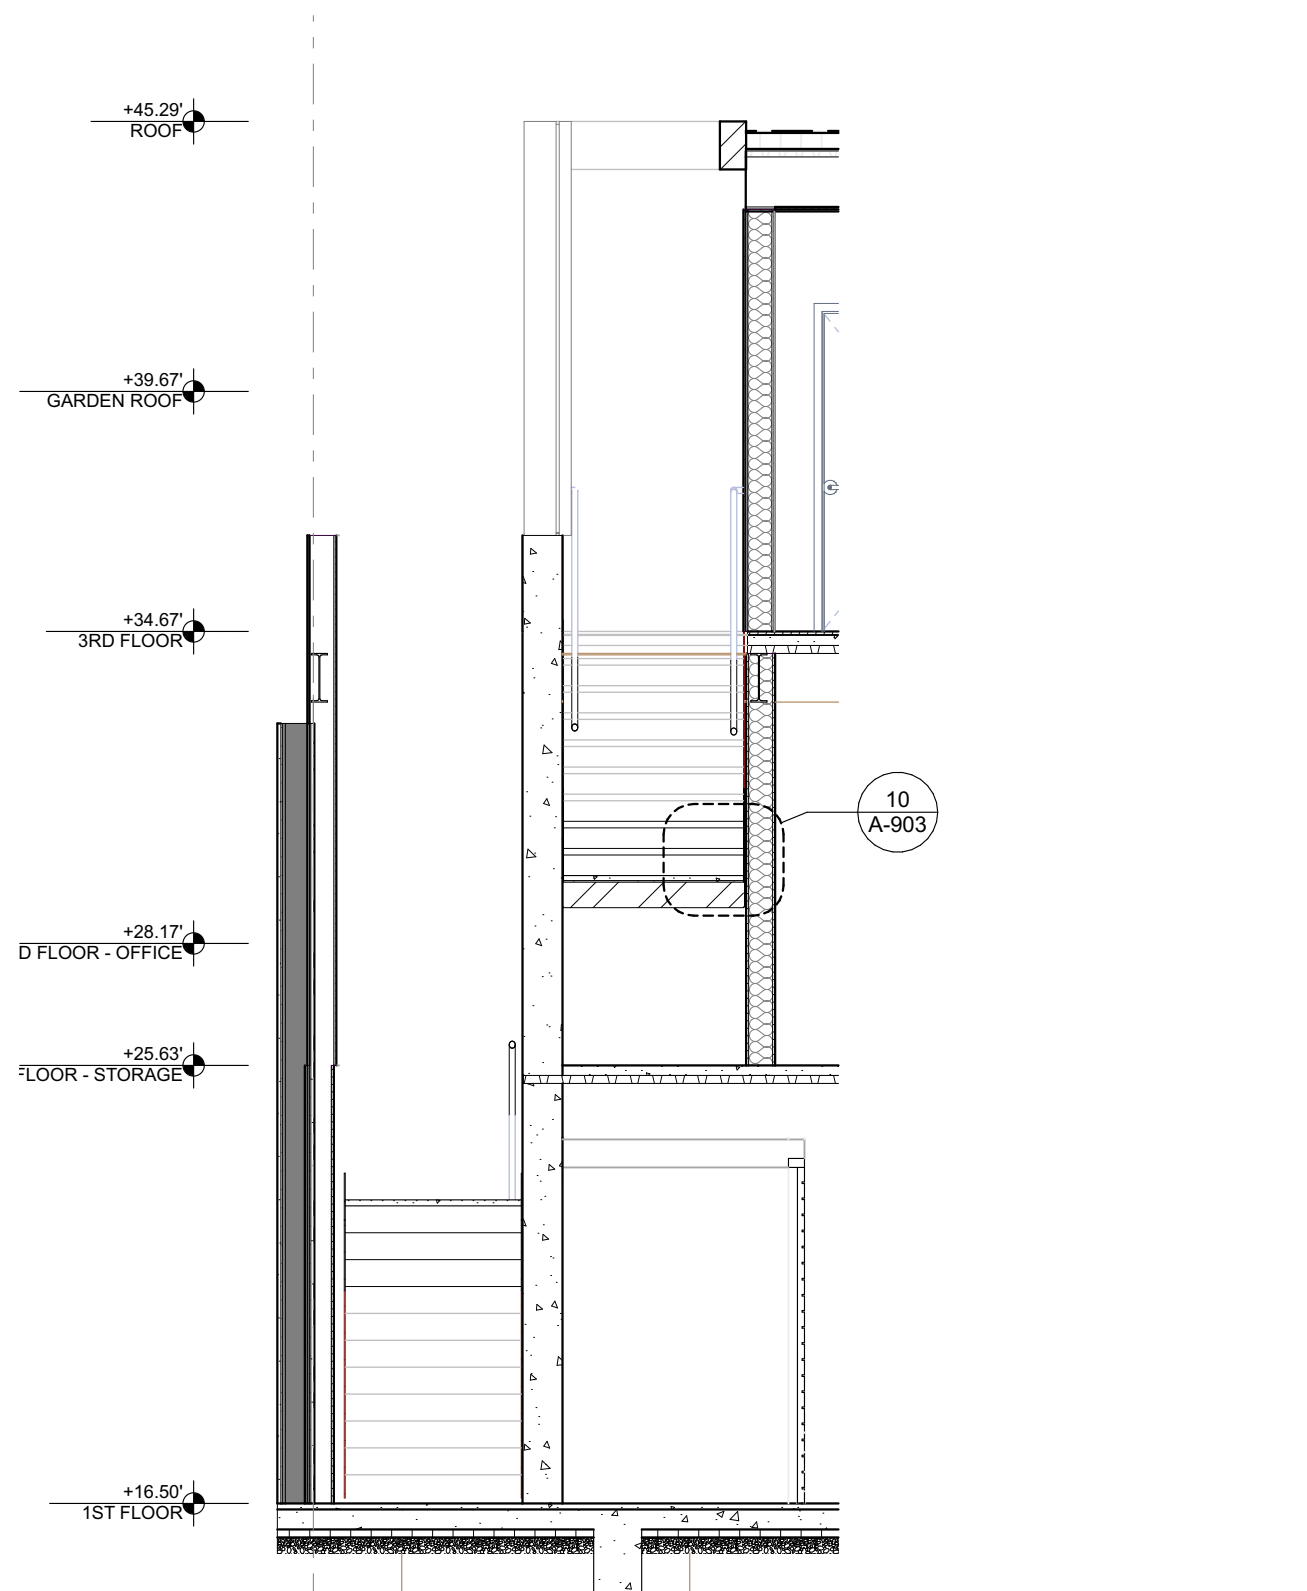 +45.29'
ROOF
+39.67'
GARDEN ROOF
+34.67'
3RD FLOOR
10
A-903
+28.17'
D FLOOR - OFFICE
+25.63'
FLOOR - STORAGE
+16.50'
1ST FLOOR